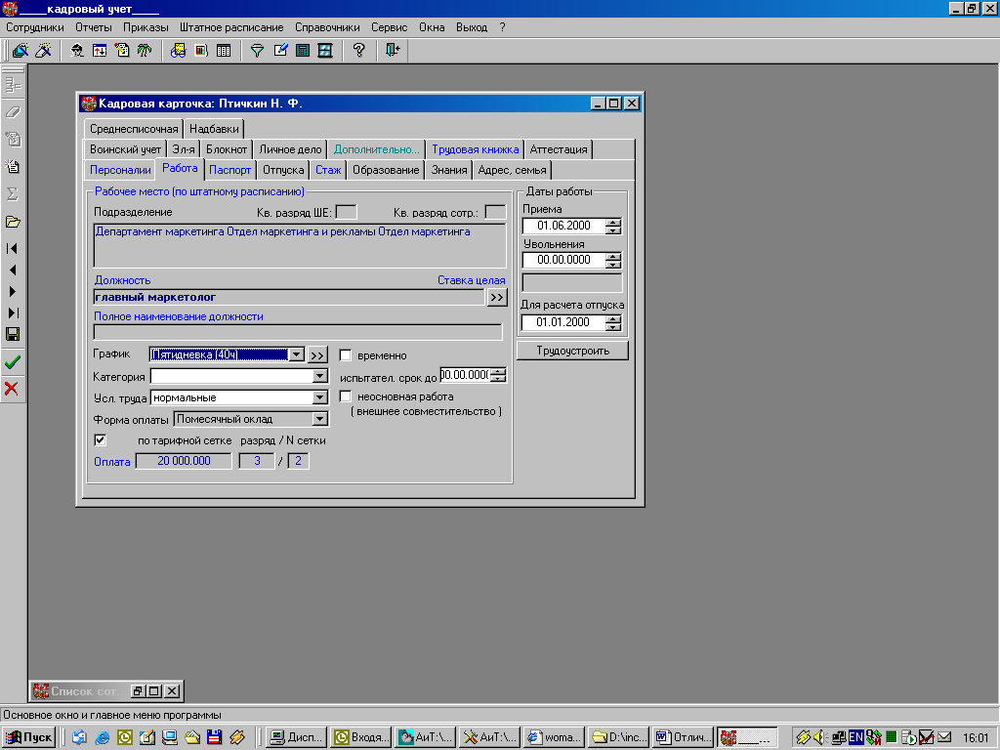 ____кадровый учет____
Сотрудники Отчеты Приказы Штатное расписание Справочники Сервис Окна Выход ?
Кадровая карточка: Птичкин Н. Ф.
Среднесписочная Надбавки
Воинский учет Эл-я Блокнот Личное дело Дополнительно... Трудовая книжка Аттестация
Персоналии Работа Паспорт Отпуска Стаж Образование Знания Адрес, семья
Рабочее место (по штатному расписанию)
Подразделение Кв. разряд ШЕ: Кв. разряд сотр.:
Департамент маркетинга Отдел маркетинга и рекламы Отдел маркетинга
Должность Ставка целая
главный маркетолог >>
Полное наименование должности
График Пятидневка (40ч) >> временно
Категория испытател. срок до 00.00.000(
Усл. труда нормальные неосновная работа
( внешнее совместительство )
Форма оплаты Помесячный оклад
по тарифной сетке разряд / N сетки
Оплата 20 000.000 3 / 2
Даты работы
Приема
01.06.2000
Увольнения
00.00.0000
Для расчета отпуска
01.01.2000
Трудоустроить
Список сот...
Основное окно и главное меню программы
Пуск Дисп... Входя... АиТ:\... АиТ:\... woma... D:\inc... Отлич... ___... EN 16:01